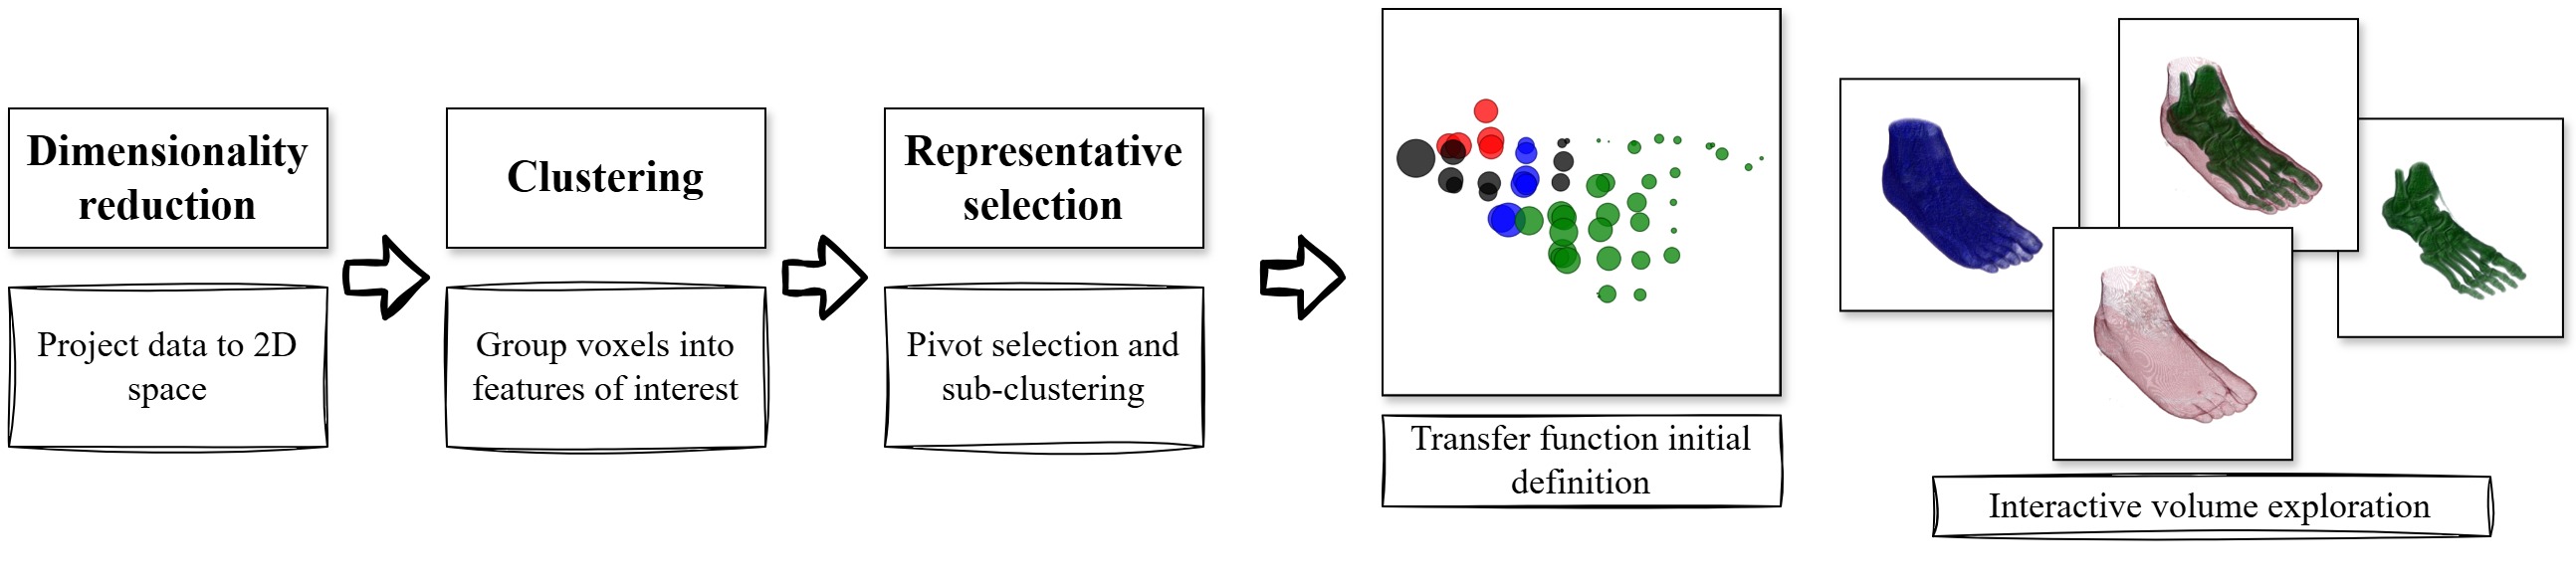 Dimensionality
reduction
Project data to 2D
space
Clustering
Group voxels into
features of interest
Representative
selection
Pivot selection and
sub-clustering
Transfer function initial
definition
Interactive volume exploration